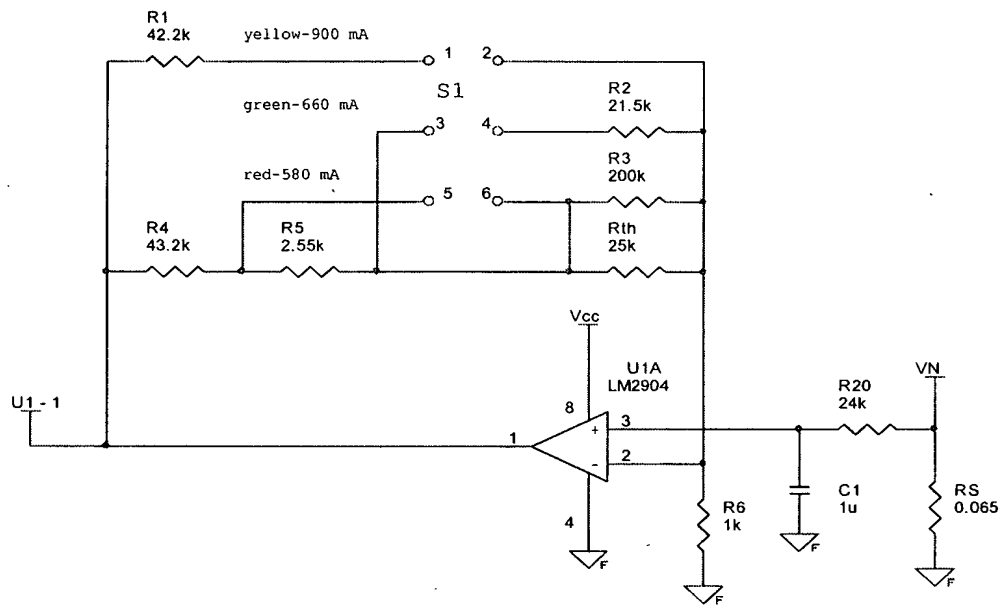 R1
42.2k
yellow-900 mA
1
2
S1
R2
21.5k
green-660 mA
3
4
R3
200k
red-580 mA
5
6
R4
43.2k
R5
2.55k
Rth
25k
Vcc
U1A
LM2904
VN
R20
24k
U1-1
8
1
+
3
-
2
4
R6
1k
C1
1u
RS
0.065
F
F
F
F